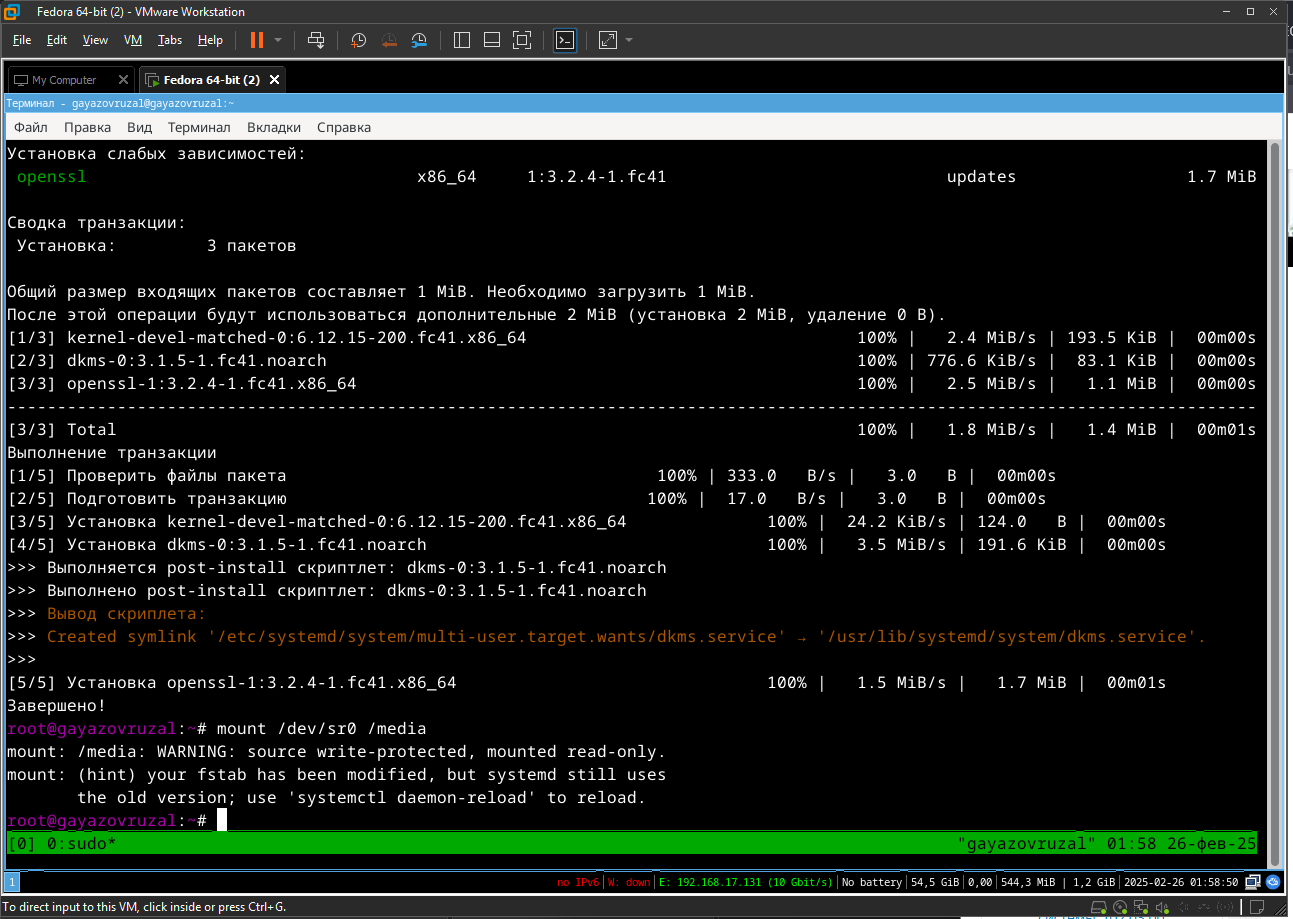 Fedora 64-bit (2) - VMware Workstation
File Edit View VM Tabs Help
My Computer Fedora 64-bit (2)
Терминал - gayazovruzal@gayazovruzal:~
Файл Правка Вид Терминал Вкладки Справка
Установка слабых зависимостей:
openssl x86_64 1:3.2.4-1.fc41 updates 1.7 MiB
Сводка транзакции:
Установка: 3 пакетов
Общий размер входящих пакетов составляет 1 MiB. Необходимо загрузить 1 MiB.
После этой операции будут использоваться дополнительные 2 MiB (установка 2 MiB, удаление 0 B).
[1/3] kernel-devel-matched-0:6.12.15-200.fc41.x86_64 100% | 2.4 MiB/s | 193.5 KiB | 00m00s
[2/3] dkms-0:3.1.5-1.fc41.noarch 100% | 776.6 KiB/s | 83.1 KiB | 00m00s
[3/3] openssl-1:3.2.4-1.fc41.x86_64 100% | 2.5 MiB/s | 1.1 MiB | 00m00s
--------------------------------------------------------------------------------
[3/3] Total 100% | 1.8 MiB/s | 1.4 MiB | 00m01s
Выполнение транзакции
[1/5] Проверить файлы пакета 100% | 333.0 B/s | 3.0 B | 00m00s
[2/5] Подготовить транзакцию 100% | 17.0 B/s | 3.0 B | 00m00s
[3/5] Установка kernel-devel-matched-0:6.12.15-200.fc41.x86_64 100% | 24.2 KiB/s | 124.0 B | 00m00s
[4/5] Установка dkms-0:3.1.5-1.fc41.noarch 100% | 3.5 MiB/s | 191.6 KiB | 00m00s
>>> Выполняется post-install скриптлет: dkms-0:3.1.5-1.fc41.noarch
>>> Выполнено post-install скриптлет: dkms-0:3.1.5-1.fc41.noarch
>>> Вывод скриплета:
>>> Created symlink '/etc/systemd/system/multi-user.target.wants/dkms.service' → '/usr/lib/systemd/system/dkms.service'.
>>>
[5/5] Установка openssl-1:3.2.4-1.fc41.x86_64 100% | 1.5 MiB/s | 1.7 MiB | 00m01s
Завершено!
root@gayazovruzal:~# mount /dev/sr0 /media
mount: /media: WARNING: source write-protected, mounted read-only.
mount: (hint) your fstab has been modified, but systemd still uses
the old version; use 'systemctl daemon-reload' to reload.
root@gayazovruzal:~#
[0] 0:sudo* "gayazovruzal" 01:58 26-фев-25
1 no IPv6 W: down E: 192.168.17.131 (10 Gbit/s) No battery 54,5 GiB 0,00 544,3 MiB | 1,2 GiB 2025-02-26 01:58:50
To direct input to this VM, click inside or press Ctrl+G.